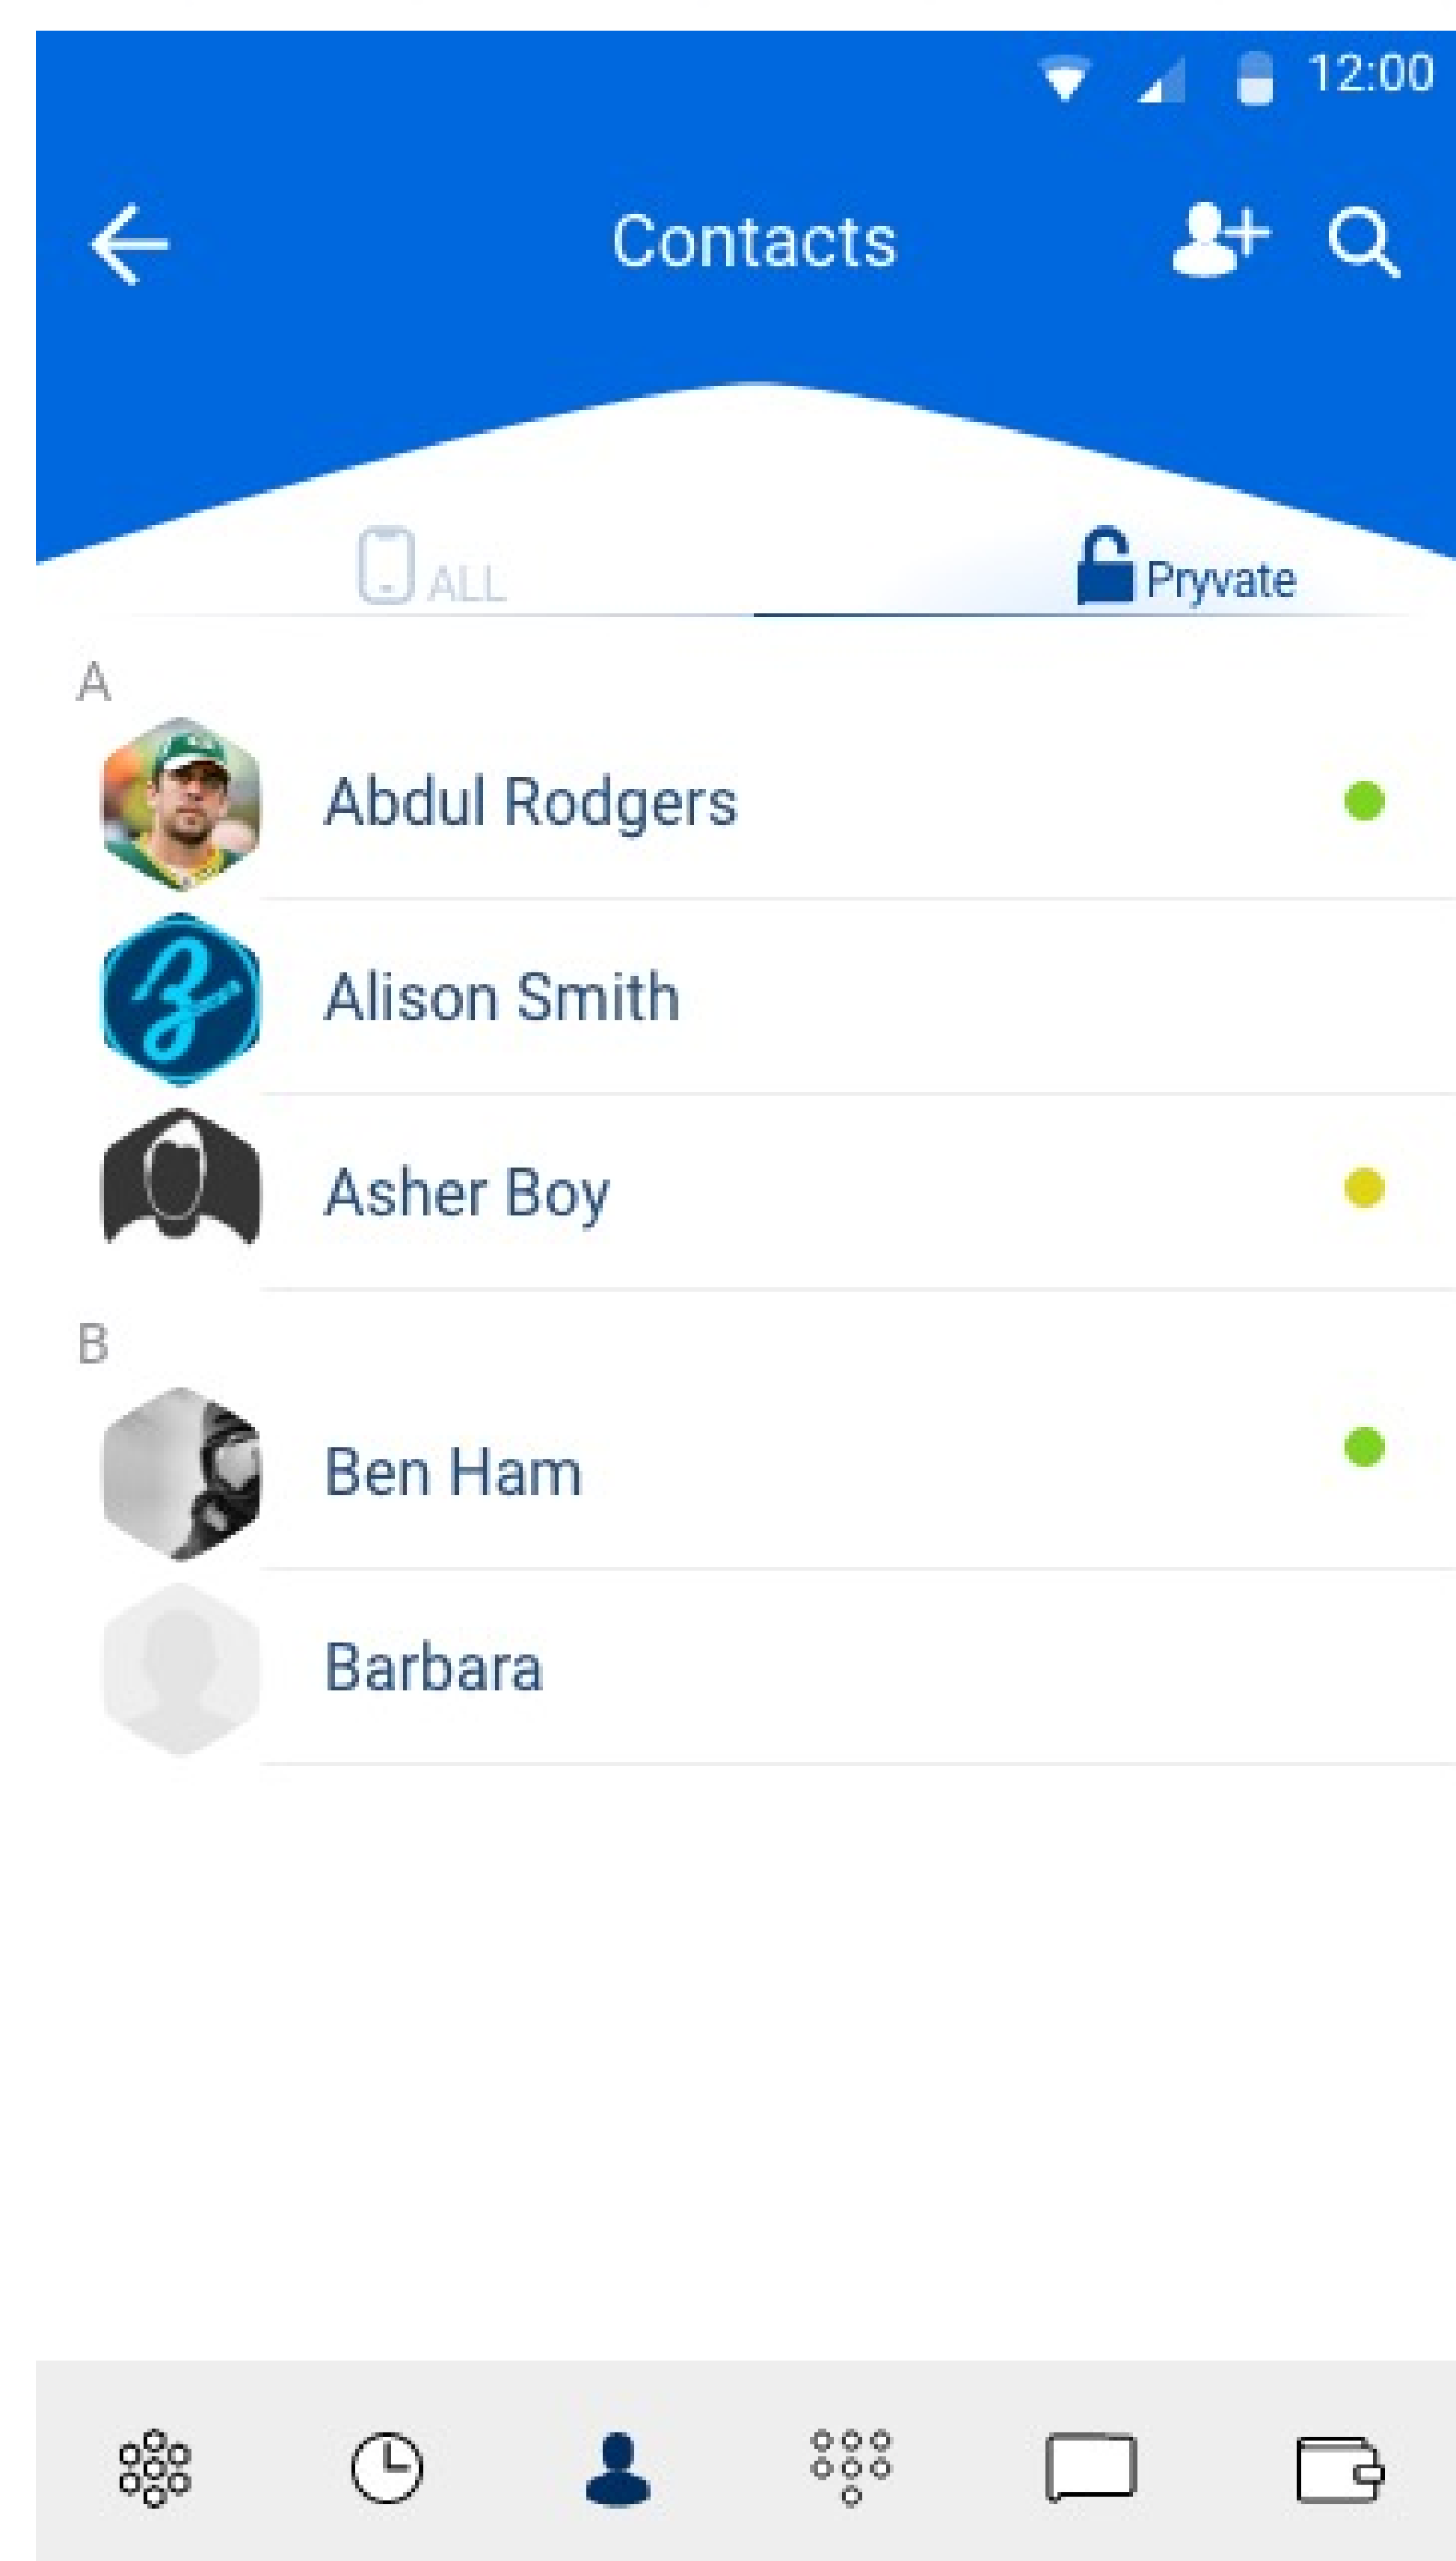 12:00
Contacts
ALL
Pryvate
A
Abdul Rodgers
Alison Smith
Asher Boy
B
Ben Ham
Barbara